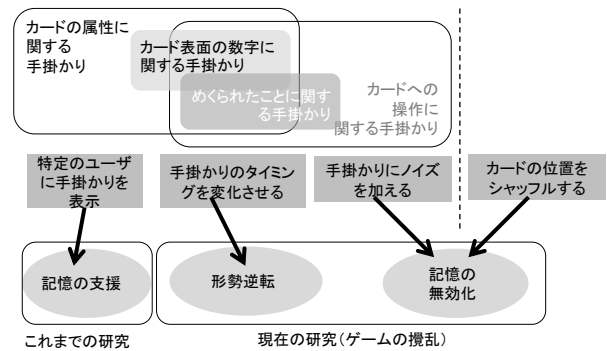 カードの属性に
関する
手掛かり
カード表面の数字に
関する手掛かり
めくられたことに関す
る手掛かり
カードへの
操作に
関する手掛かり
特定のユーザ
に手掛かりを
表示
手掛かりのタイミン
グを変化させる
手掛かりにノイズ
を加える
カードの位置を
シャッフルする
記憶の支援
形勢逆転
記憶の
無効化
これまでの研究
現在の研究(ゲームの攪乱)